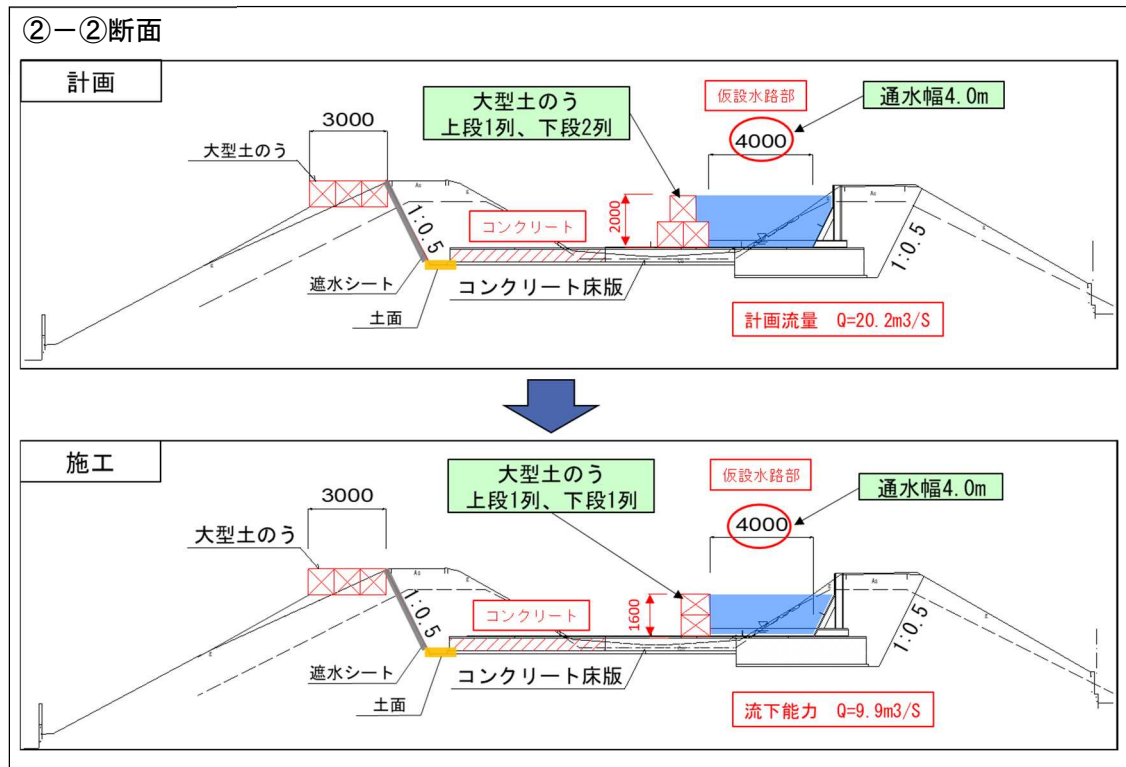 ②－②断面
計画
大型土のう
上段1列、下段2列
仮設水路部
通水幅4.0m
3000
4000
大型土のう
2000
コンクリート
1:0.5
1:0.5
遮水シート
コンクリート床版
土面
計画流量 Q=20.2m3/S
施工
大型土のう
上段1列、下段1列
仮設水路部
通水幅4.0m
3000
4000
大型土のう
1600
コンクリート
1:0.5
1:0.5
遮水シート
コンクリート床版
土面
流下能力 Q=9.9m3/S